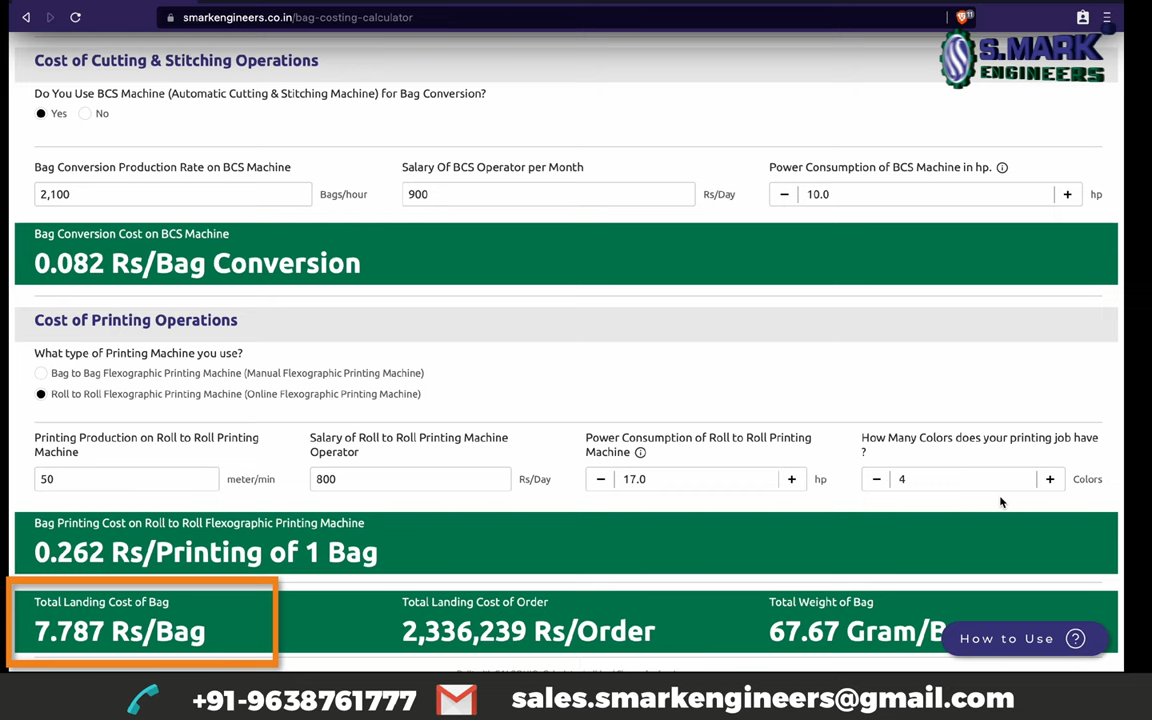 smarkengineers.co.in/bag-costing-calculator
11
S.MARK
ENGINEERS
Cost of Cutting & Stitching Operations
Do You Use BCS Machine (Automatic Cutting & Stitching Machine) for Bag Conversion?
Yes No
Bag Conversion Production Rate on BCS Machine
2,100 Bags/hour
Salary Of BCS Operator per Month
900 Rs/Day
Power Consumption of BCS Machine in hp.
− 10.0 + hp
Bag Conversion Cost on BCS Machine
0.082 Rs/Bag Conversion
Cost of Printing Operations
What type of Printing Machine you use?
Bag to Bag Flexographic Printing Machine (Manual Flexographic Printing Machine)
Roll to Roll Flexographic Printing Machine (Online Flexographic Printing Machine)
Printing Production on Roll to Roll Printing
Machine
50 meter/min
Salary of Roll to Roll Printing Machine
Operator
800 Rs/Day
Power Consumption of Roll to Roll Printing
Machine
− 17.0 + hp
How Many Colors does your printing job have
?
− 4 + Colors
Bag Printing Cost on Roll to Roll Flexographic Printing Machine
0.262 Rs/Printing of 1 Bag
Total Landing Cost of Bag
7.787 Rs/Bag
Total Landing Cost of Order
2,336,239 Rs/Order
Total Weight of Bag
67.67 Gram/B
How to Use ?
+91-9638761777
sales.smarkengineers@gmail.com